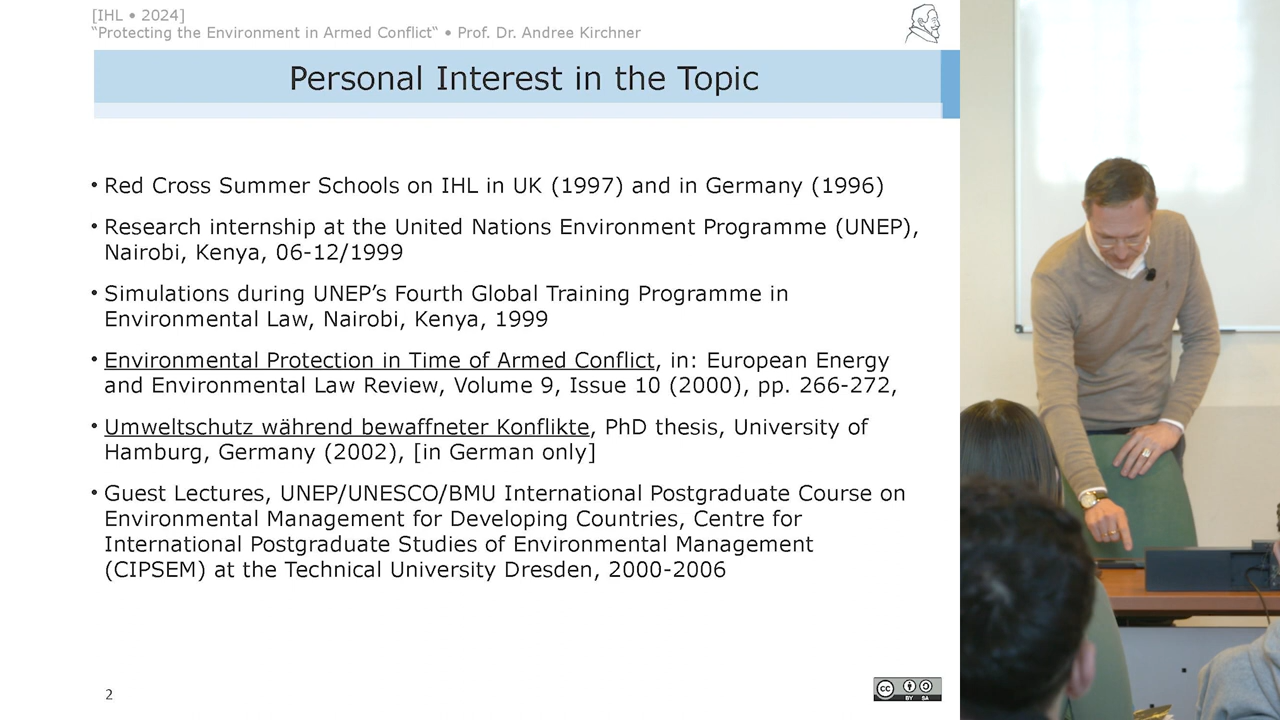 [IHL • 2024]
“Protecting the Environment in Armed Conflict“ • Prof. Dr. Andree Kirchner
Personal Interest in the Topic
• Red Cross Summer Schools on IHL in UK (1997) and in Germany (1996)
• Research internship at the United Nations Environment Programme (UNEP),
Nairobi, Kenya, 06-12/1999
• Simulations during UNEP’s Fourth Global Training Programme in
Environmental Law, Nairobi, Kenya, 1999
• Environmental Protection in Time of Armed Conflict, in: European Energy
and Environmental Law Review, Volume 9, Issue 10 (2000), pp. 266-272,
• Umweltschutz während bewaffneter Konflikte, PhD thesis, University of
Hamburg, Germany (2002), [in German only]
• Guest Lectures, UNEP/UNESCO/BMU International Postgraduate Course on
Environmental Management for Developing Countries, Centre for
International Postgraduate Studies of Environmental Management
(CIPSEM) at the Technical University Dresden, 2000-2006
2
cc BY SA